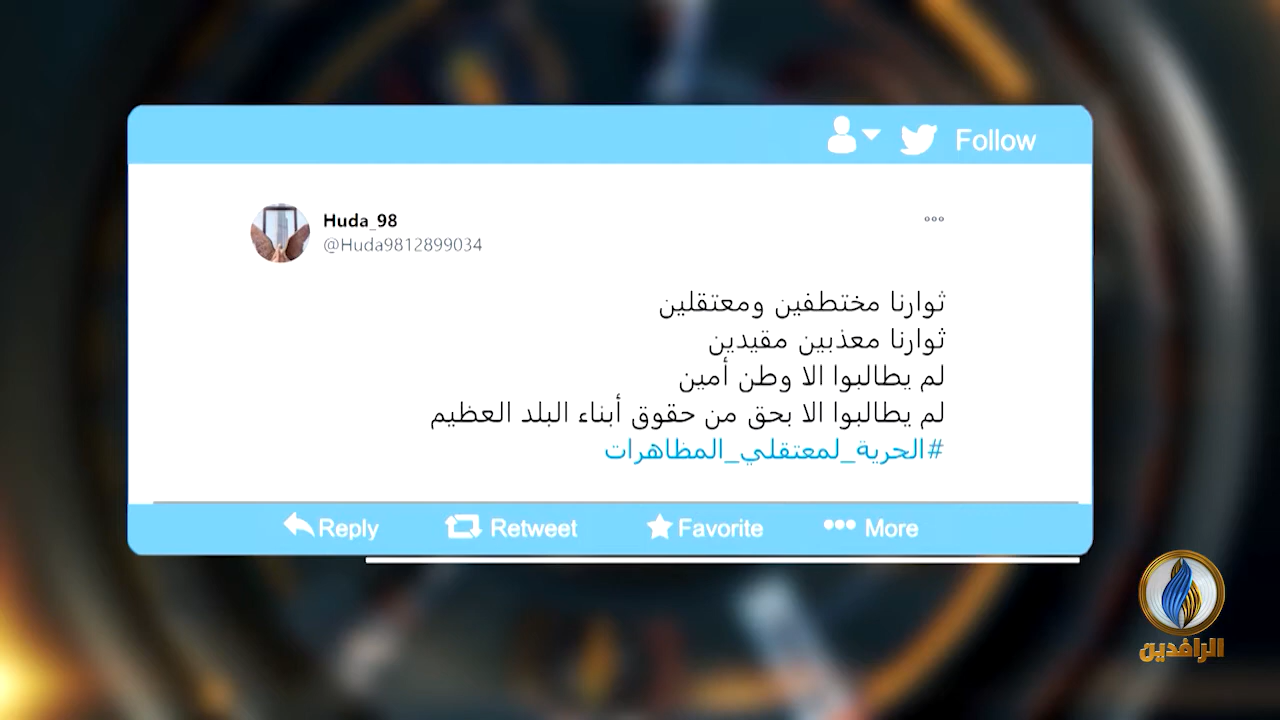 Follow
Huda_98
@Huda9812899034
ثوارنا مختطفين ومعتقلين
ثوارنا معذبين مقيدين
لم يطالبوا الا وطن أمين
لم يطالبوا الا بحق من حقوق أبناء البلد العظيم
#الحرية_لمعتقلي_المظاهرات
Reply Retweet Favorite More
الرافدين